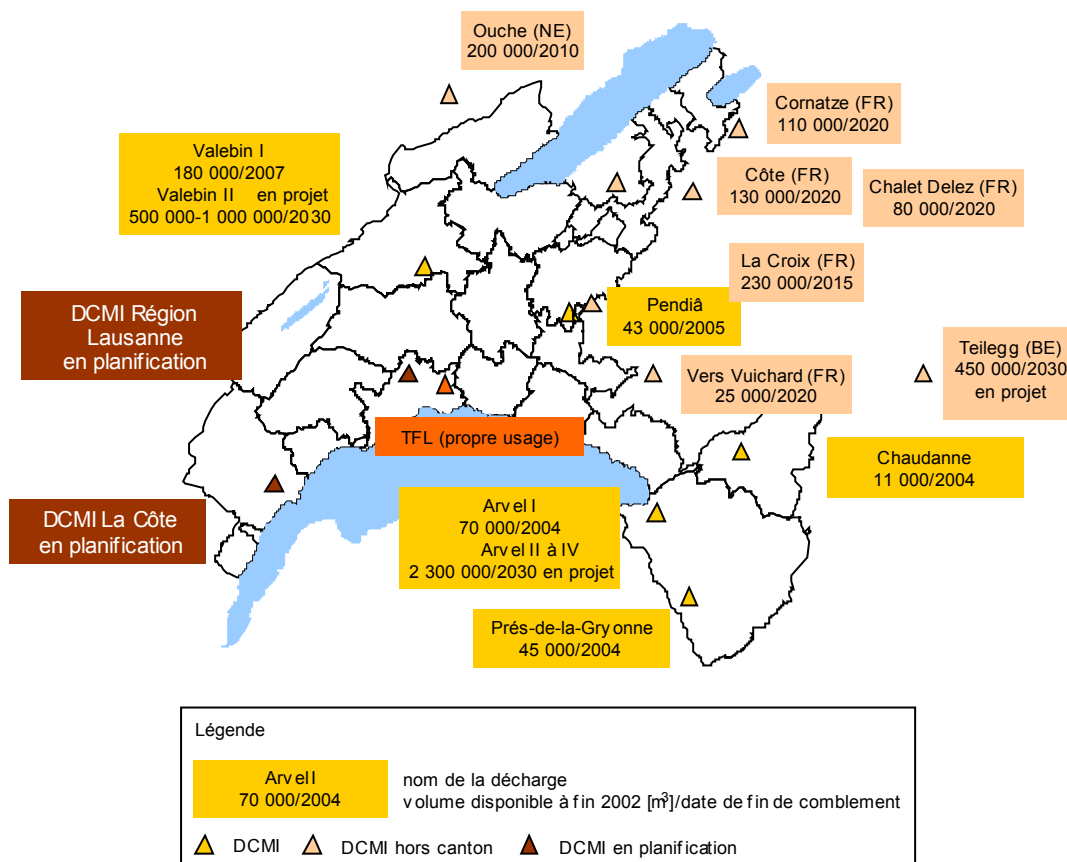 Ouche (NE)
200 000/2010
Cornatze (FR)
110 000/2020
Valebin I
180 000/2007
Valebin II en projet
500 000-1 000 000/2030
Côte (FR)
130 000/2020
Chalet Delez (FR)
80 000/2020
La Croix (FR)
230 000/2015
DCMI Région
Lausanne
en planification
Pendiâ
43 000/2005
Teilegg (BE)
450 000/2030
en projet
Vers Vuichard (FR)
25 000/2020
TFL (propre usage)
Chaudanne
11 000/2004
DCMI La Côte
en planification
Arvel I
70 000/2004
Arvel II à IV
2 300 000/2030 en projet
Prés-de-la-Gryonne
45 000/2004
Légende
Arvel I
70 000/2004
nom de la décharge
volume disponible à fin 2002 [m³]/date de fin de comblement
DCMI
DCMI hors canton
DCMI en planification